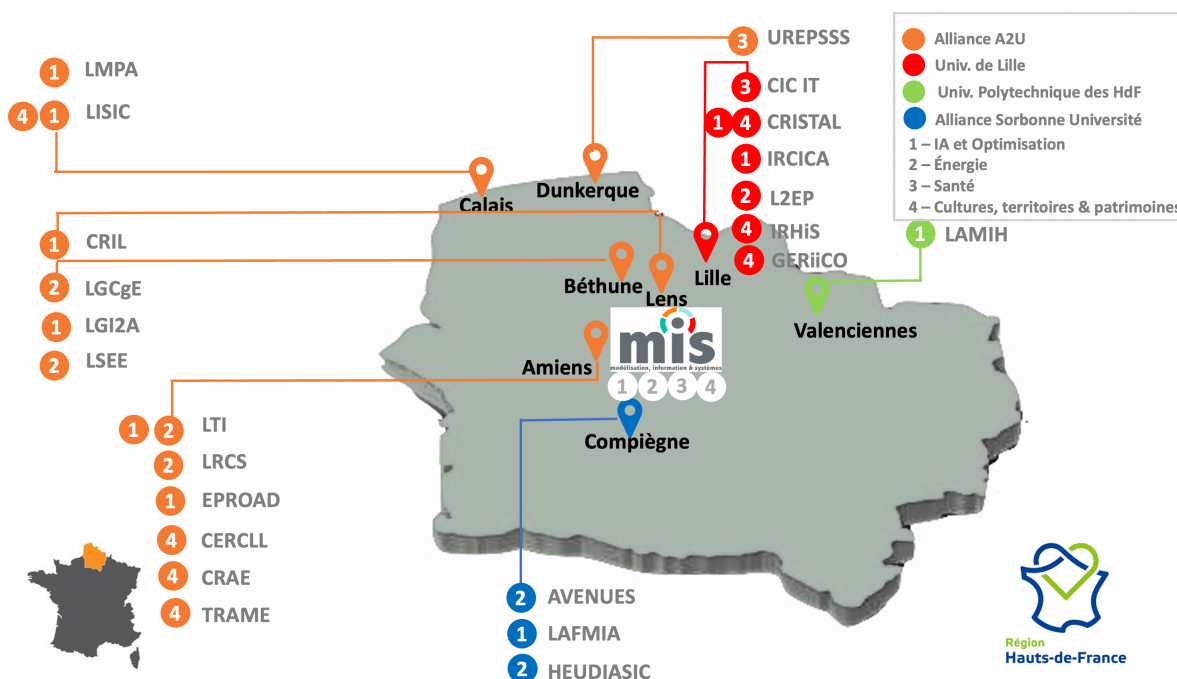 3 UREPSSS
1 LMPA
4 1 LISIC
3 CIC IT
1 4 CRISTAL
1 IRCICA
2 L2EP
4 IRHiS
4 GERiiCO
Alliance A2U
Univ. de Lille
Univ. Polytechnique des HdF
Alliance Sorbonne Université
1 – IA et Optimisation
2 – Énergie
3 – Santé
4 – Cultures, territoires & patrimoines
1 LAMIH
Dunkerque
Calais
1 CRIL
2 LGCgE
1 LGI2A
2 LSEE
Lille
Béthune
Lens
Valenciennes
Amiens
mis
modélisation, information & systèmes
1 2 3 4
Compiègne
1 2 LTI
2 LRCS
1 EPROAD
4 CERCLL
4 CRAE
4 TRAME
2 AVENUES
1 LAFMIA
2 HEUDIASIC
Région
Hauts-de-France